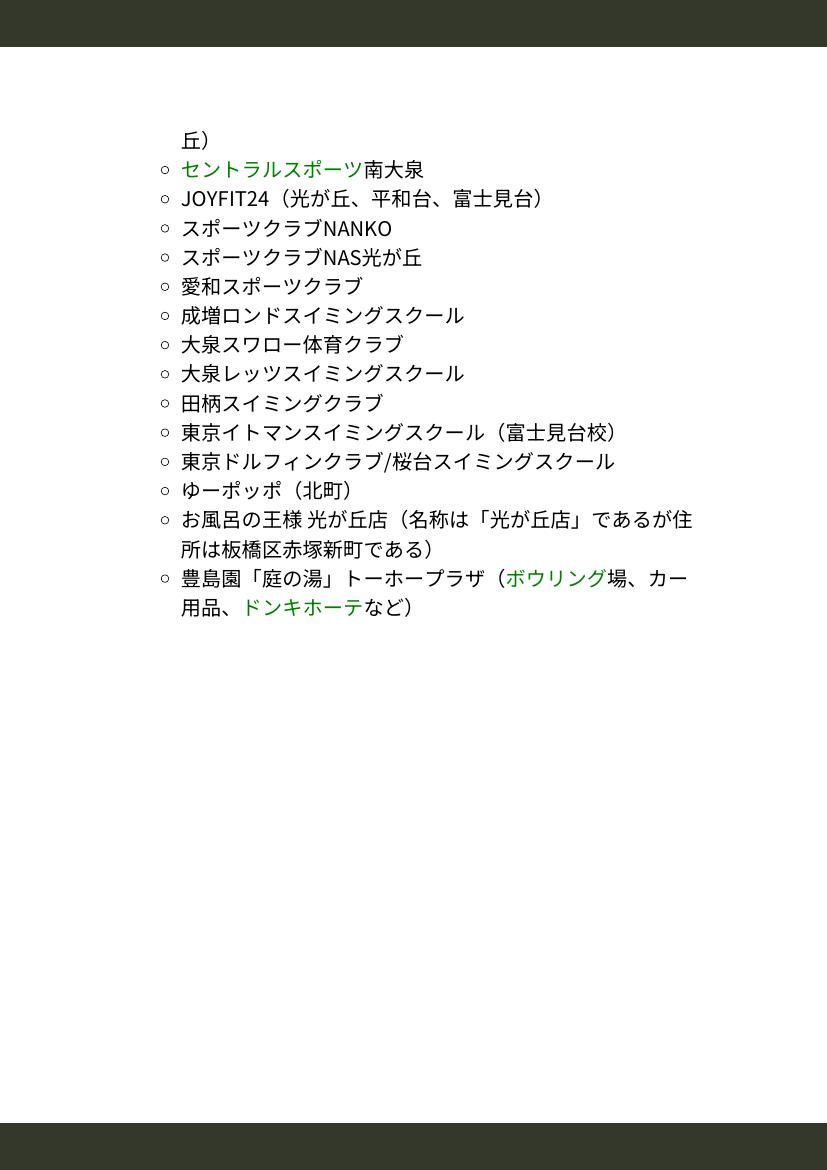 丘）
セントラルスポーツ南大泉
JOYFIT24（光が丘、平和台、富士見台）
スポーツクラブNANKO
スポーツクラブNAS光が丘
愛和スポーツクラブ
成増ロンドスイミングスクール
大泉スワロー体育クラブ
大泉レッツスイミングスクール
田柄スイミングクラブ
東京イトマンスイミングスクール（富士見台校）
東京ドルフィンクラブ/桜台スイミングスクール
ゆーポッポ（北町）
お風呂の王様 光が丘店（名称は「光が丘店」であるが住
所は板橋区赤塚新町である）
豊島園「庭の湯」トーホープラザ（ボウリング場、カー
用品、ドンキホーテなど）